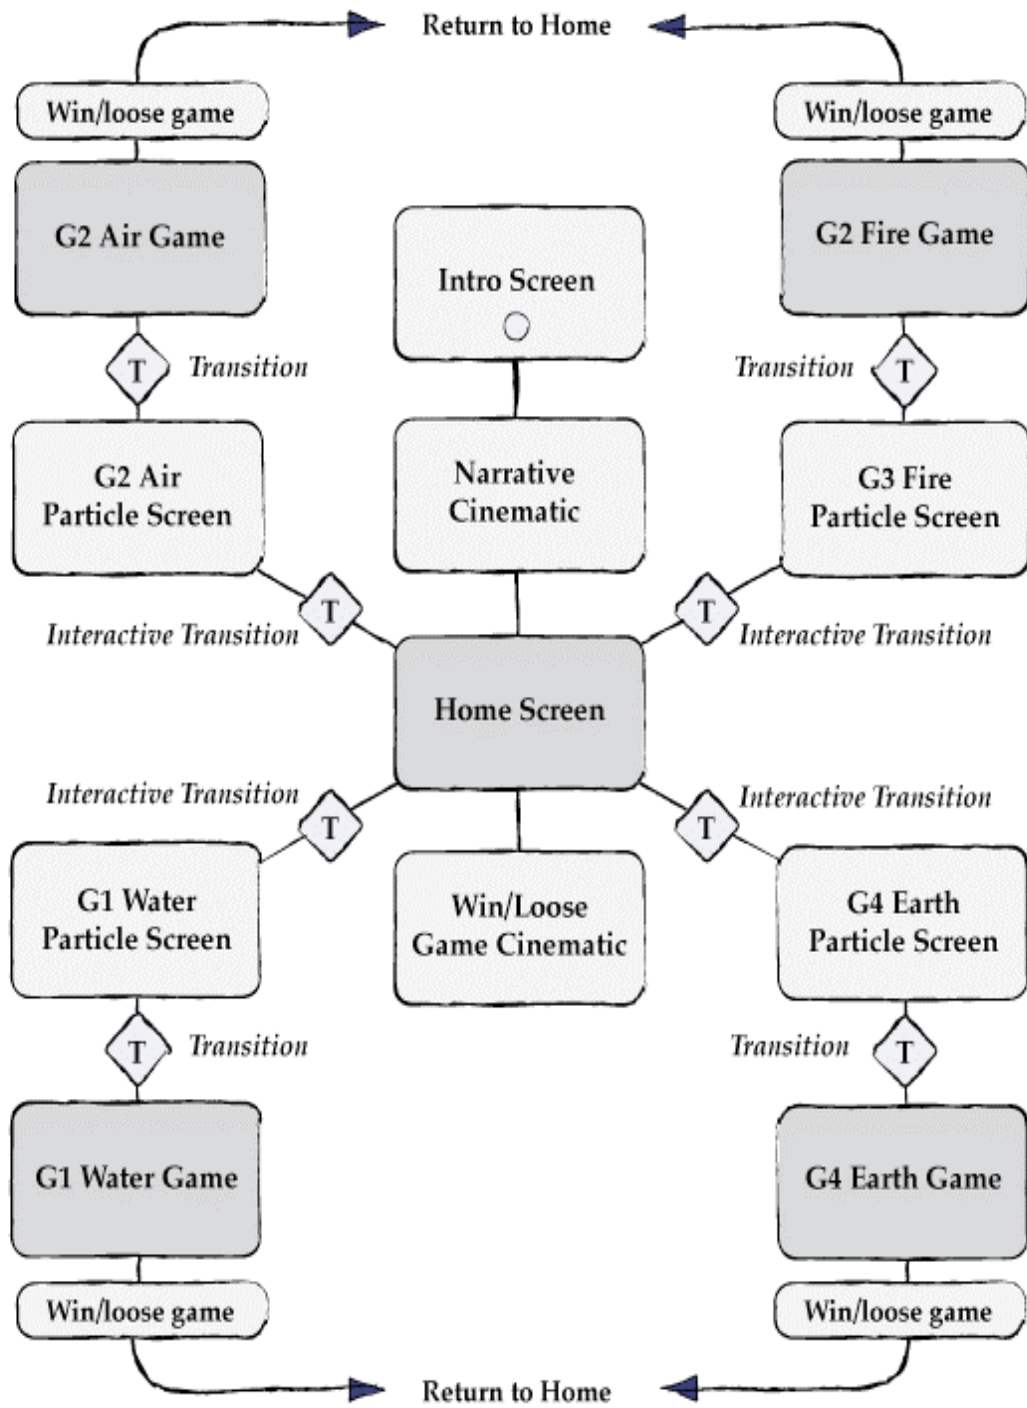 Return to Home
Win/loose game
Win/loose game
G2 Air Game
G2 Fire Game
Intro Screen
T
Transition
Transition
T
G2 Air
Particle Screen
Narrative
Cinematic
G3 Fire
Particle Screen
T
T
Interactive Transition
Interactive Transition
Home Screen
Interactive Transition
Interactive Transition
T
T
G1 Water
Particle Screen
Win/Loose
Game Cinematic
G4 Earth
Particle Screen
T
Transition
Transition
T
G1 Water Game
G4 Earth Game
Win/loose game
Win/loose game
Return to Home